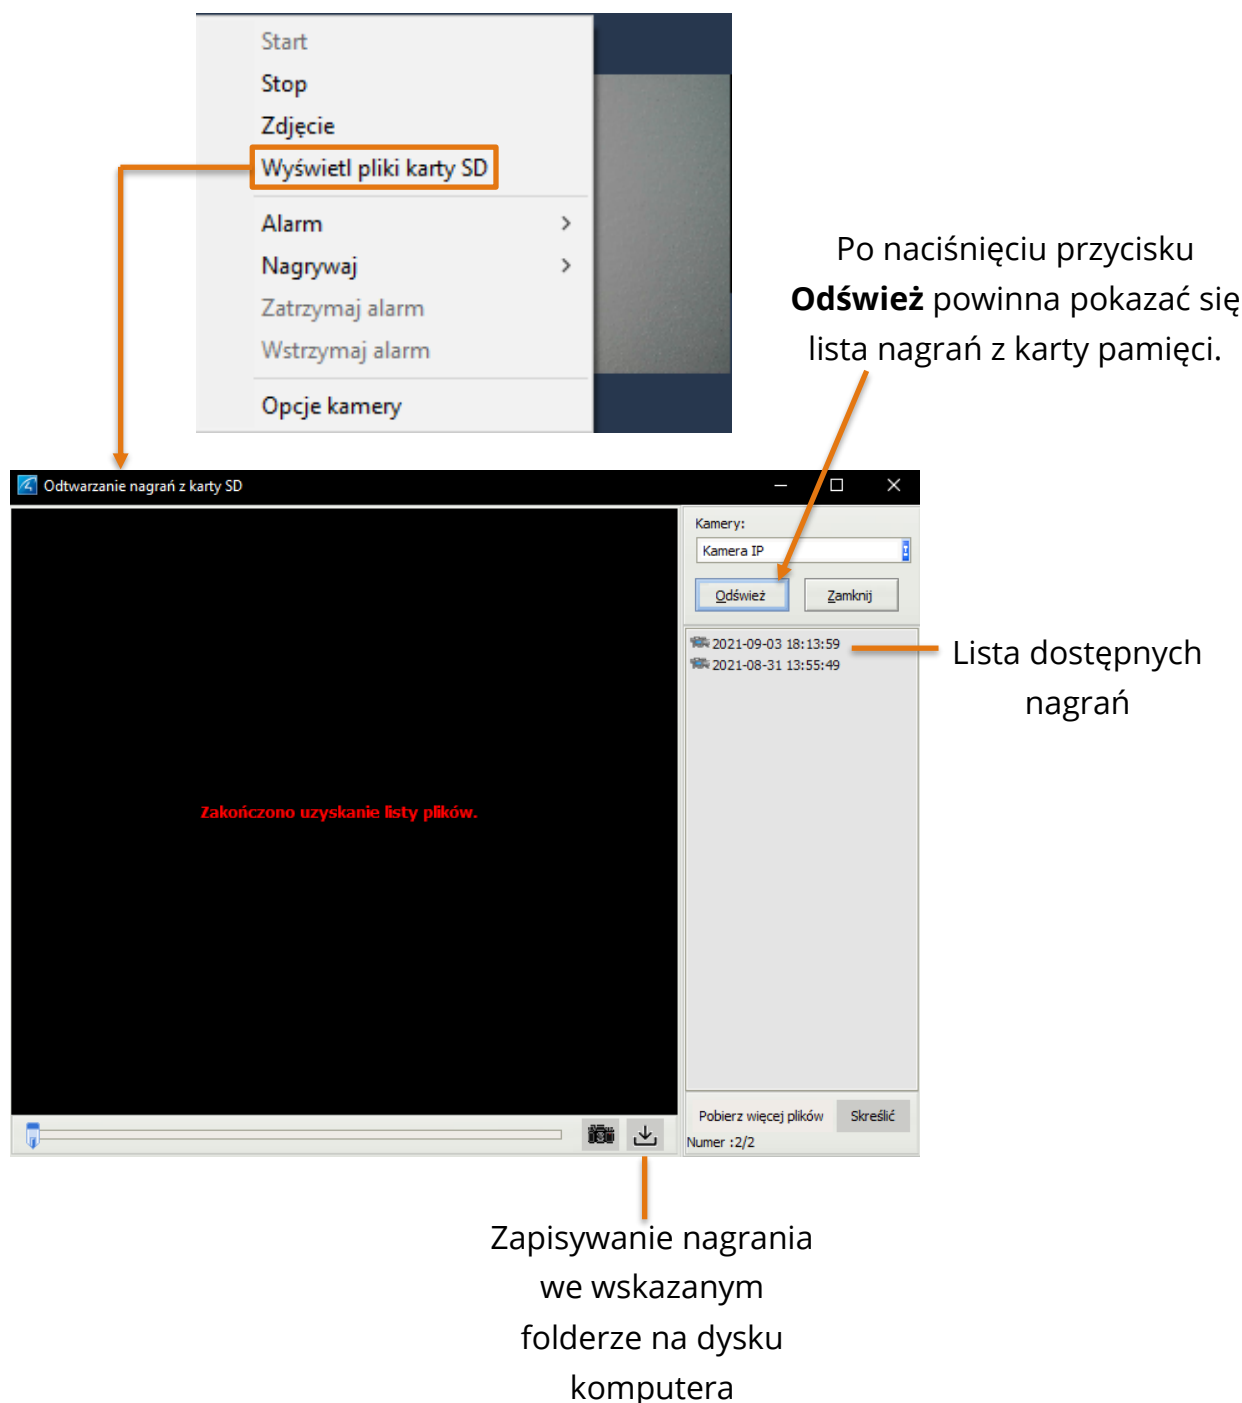 Start
Stop
Zdjęcie
Wyświetl pliki karty SD
Alarm
Nagrywaj
Zatrzymaj alarm
Wstrzymaj alarm
Opcje kamery
Po naciśnięciu przycisku
Odśwież powinna pokazać się
lista nagrań z karty pamięci.
Odtwarzanie nagrań z karty SD
Kamery:
Kamera IP
Odśwież
Zamknij
2021-09-03 18:13:59
2021-08-31 13:55:49
Lista dostępnych
nagrań
Zakończono uzyskanie listy plików.
Pobierz więcej plików
Skreślić
Numer :2/2
Zapisywanie nagrania
we wskazanym
folderze na dysku
komputera